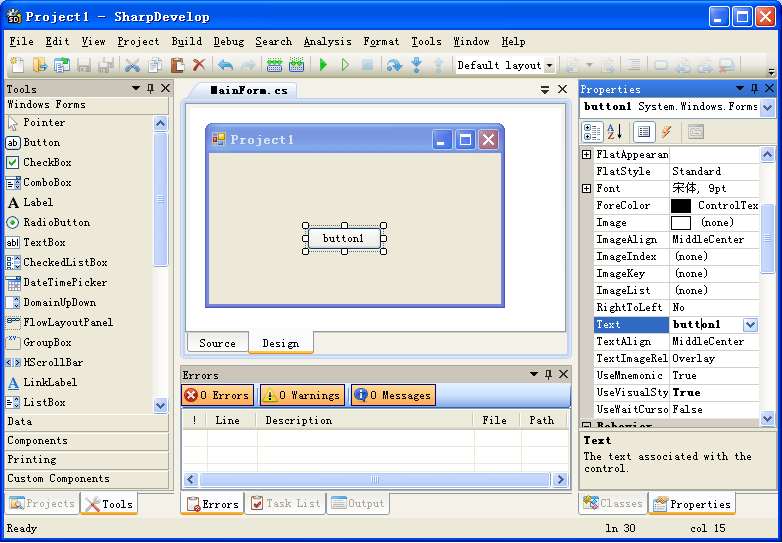 Project1 - SharpDevelop
File Edit View Project Build Debug Search Analysis Format Tools Window Help
Default layout
Tools
Windows Forms
Pointer
Button
CheckBox
ComboBox
Label
RadioButton
TextBox
CheckedListBox
DateTimePicker
DomainUpDown
FlowLayoutPanel
GroupBox
HScrollBar
LinkLabel
ListBox
Data
Components
Printing
Custom Components
Projects Tools
MainForm.cs
Project1
button1
Source Design
Errors
0 Errors 0 Warnings 0 Messages
! Line Description File Path
Errors Task List Output
Properties
button1 System.Windows.Forms
FlatAppearan
FlatStyle Standard
Font 宋体, 9pt
ForeColor ControlTex
Image (none)
ImageAlign MiddleCenter
ImageIndex (none)
ImageKey (none)
ImageList (none)
RightToLeft No
Text button1
TextAlign MiddleCenter
TextImageRel Overlay
UseMnemonic True
UseVisualSty True
UseWaitCurso False
Behavior
Text
The text associated with the
control.
Classes Properties
Ready ln 30 col 15